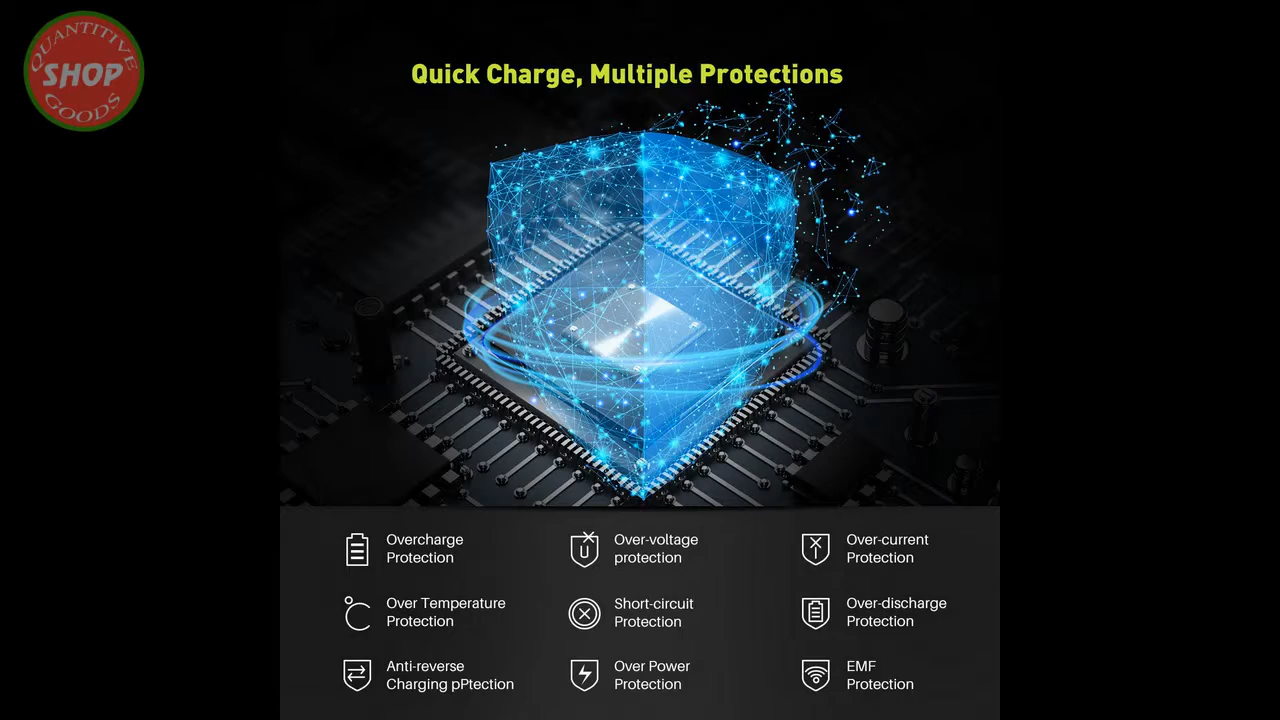 QUANTITIVE
SHOP
GOODS
Quick Charge, Multiple Protections
Overcharge
Protection
Over-voltage
protection
Over-current
Protection
Over Temperature
Protection
Short-circuit
Protection
Over-discharge
Protection
Anti-reverse
Charging pPtection
Over Power
Protection
EMF
Protection